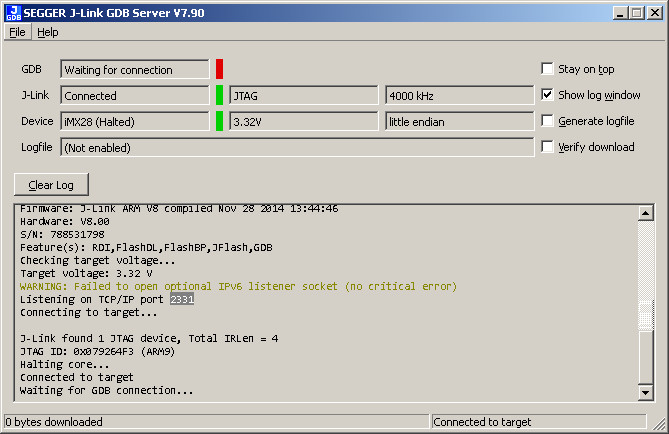 J GDB SEGGER J-Link GDB Server V7.90
File Help
GDB Waiting for connection Stay on top
J-Link Connected JTAG 4000 kHz Show log window
Device iMX28 (Halted) 3.32V little endian Generate logfile
Logfile (Not enabled) Verify download
Clear Log
Firmware: J-Link ARM V8 compiled Nov 28 2014 13:44:46
Hardware: V8.00
S/N: 788531798
Feature(s): RDI,FlashDL,FlashBP,JFlash,GDB
Checking target voltage...
Target voltage: 3.32 V
WARNING: Failed to open optional IPv6 listener socket (no critical error)
Listening on TCP/IP port 2331
Connecting to target...
J-Link found 1 JTAG device, Total IRLen = 4
JTAG ID: 0x079264F3 (ARM9)
Halting core...
Connected to target
Waiting for GDB connection...
0 bytes downloaded Connected to target